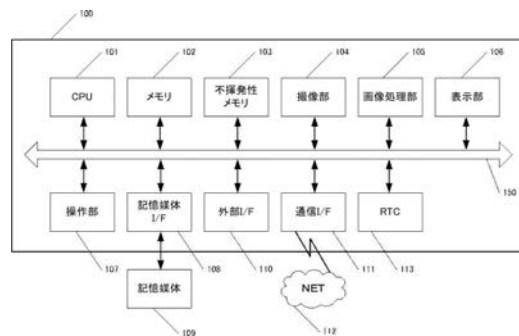 100
101
102
103
104
105
106
CPU
メモリ
不揮発性
メモリ
撮像部
画像処理部
表示部
150
操作部
記憶媒体
I/F
外部I/F
通信I/F
RTC
107
108
110
111
113
記憶媒体
NET
109
112